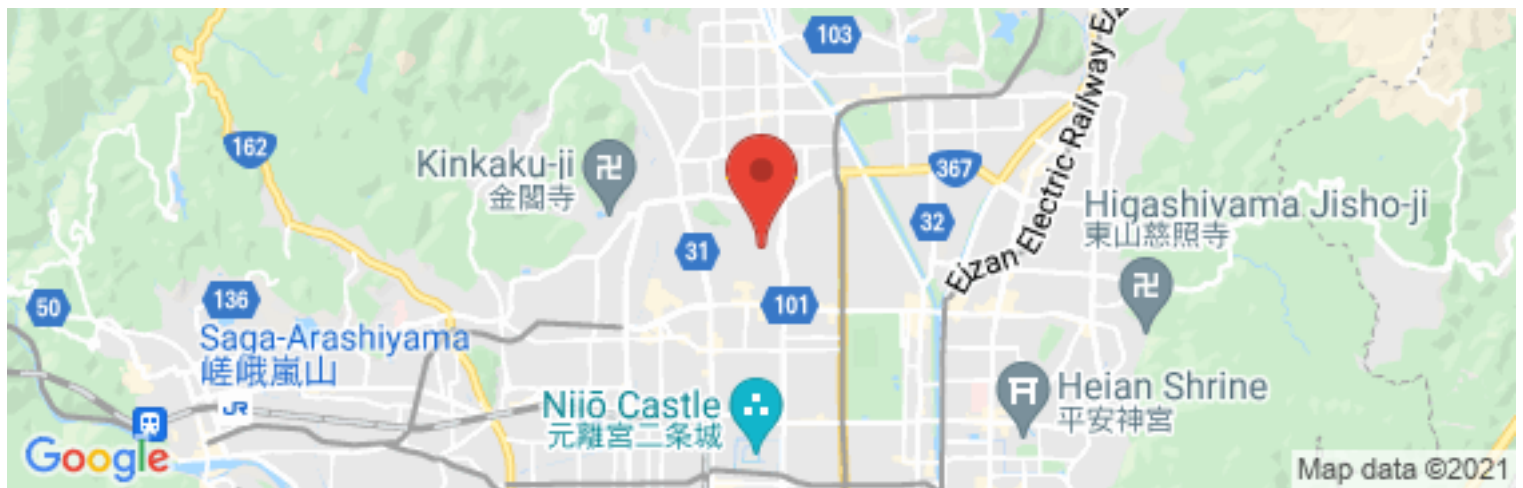 103
162
Kinkaku-ji
金閣寺
367
Higashiyama Jisho-ji
東山慈照寺
32
31
Eizan Electric Railway Ei
136
50
101
Saga-Arashiyama
嵯峨嵐山
JR
Nijō Castle
元離宮二条城
Heian Shrine
平安神宮
Google
Map data ©2021